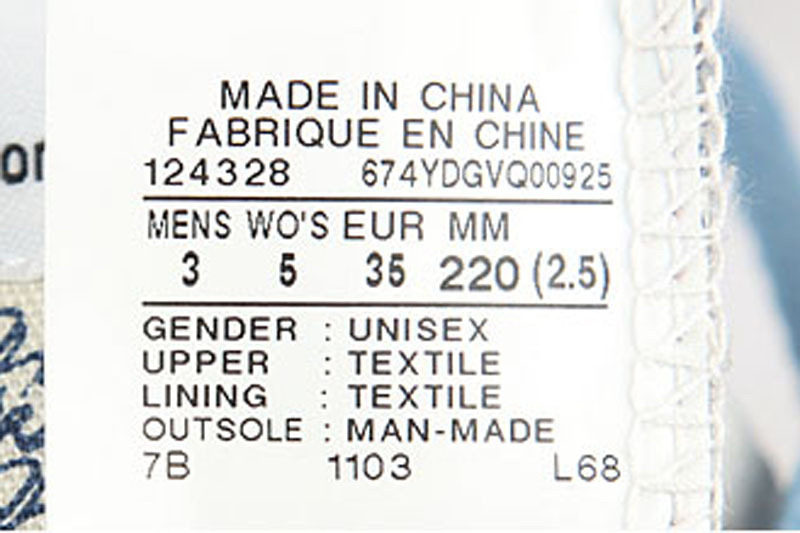 MADE IN CHINA
FABRIQUE EN CHINE
124328 674YDGVQ00925
MENS WO'S EUR MM
3 5 35 220 (2.5)
GENDER : UNISEX
UPPER : TEXTILE
LINING : TEXTILE
OUTSOLE : MAN-MADE
7B 1103 L68